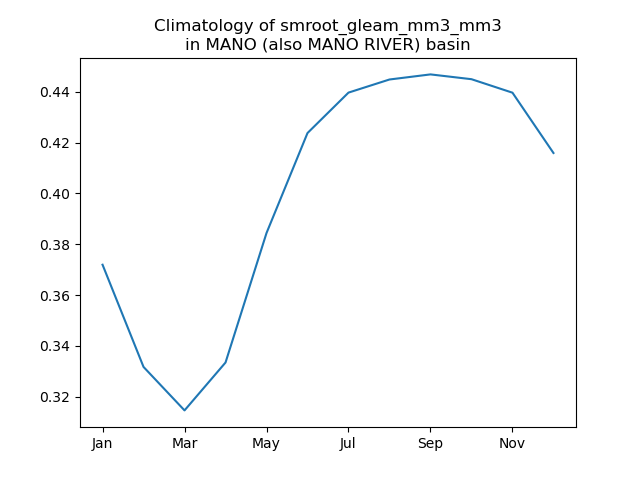 Climatology of smroot_gleam_mm3_mm3
in MANO (also MANO RIVER) basin
0.44
0.42
0.40
0.38
0.36
0.34
0.32
Jan Mar May Jul Sep Nov